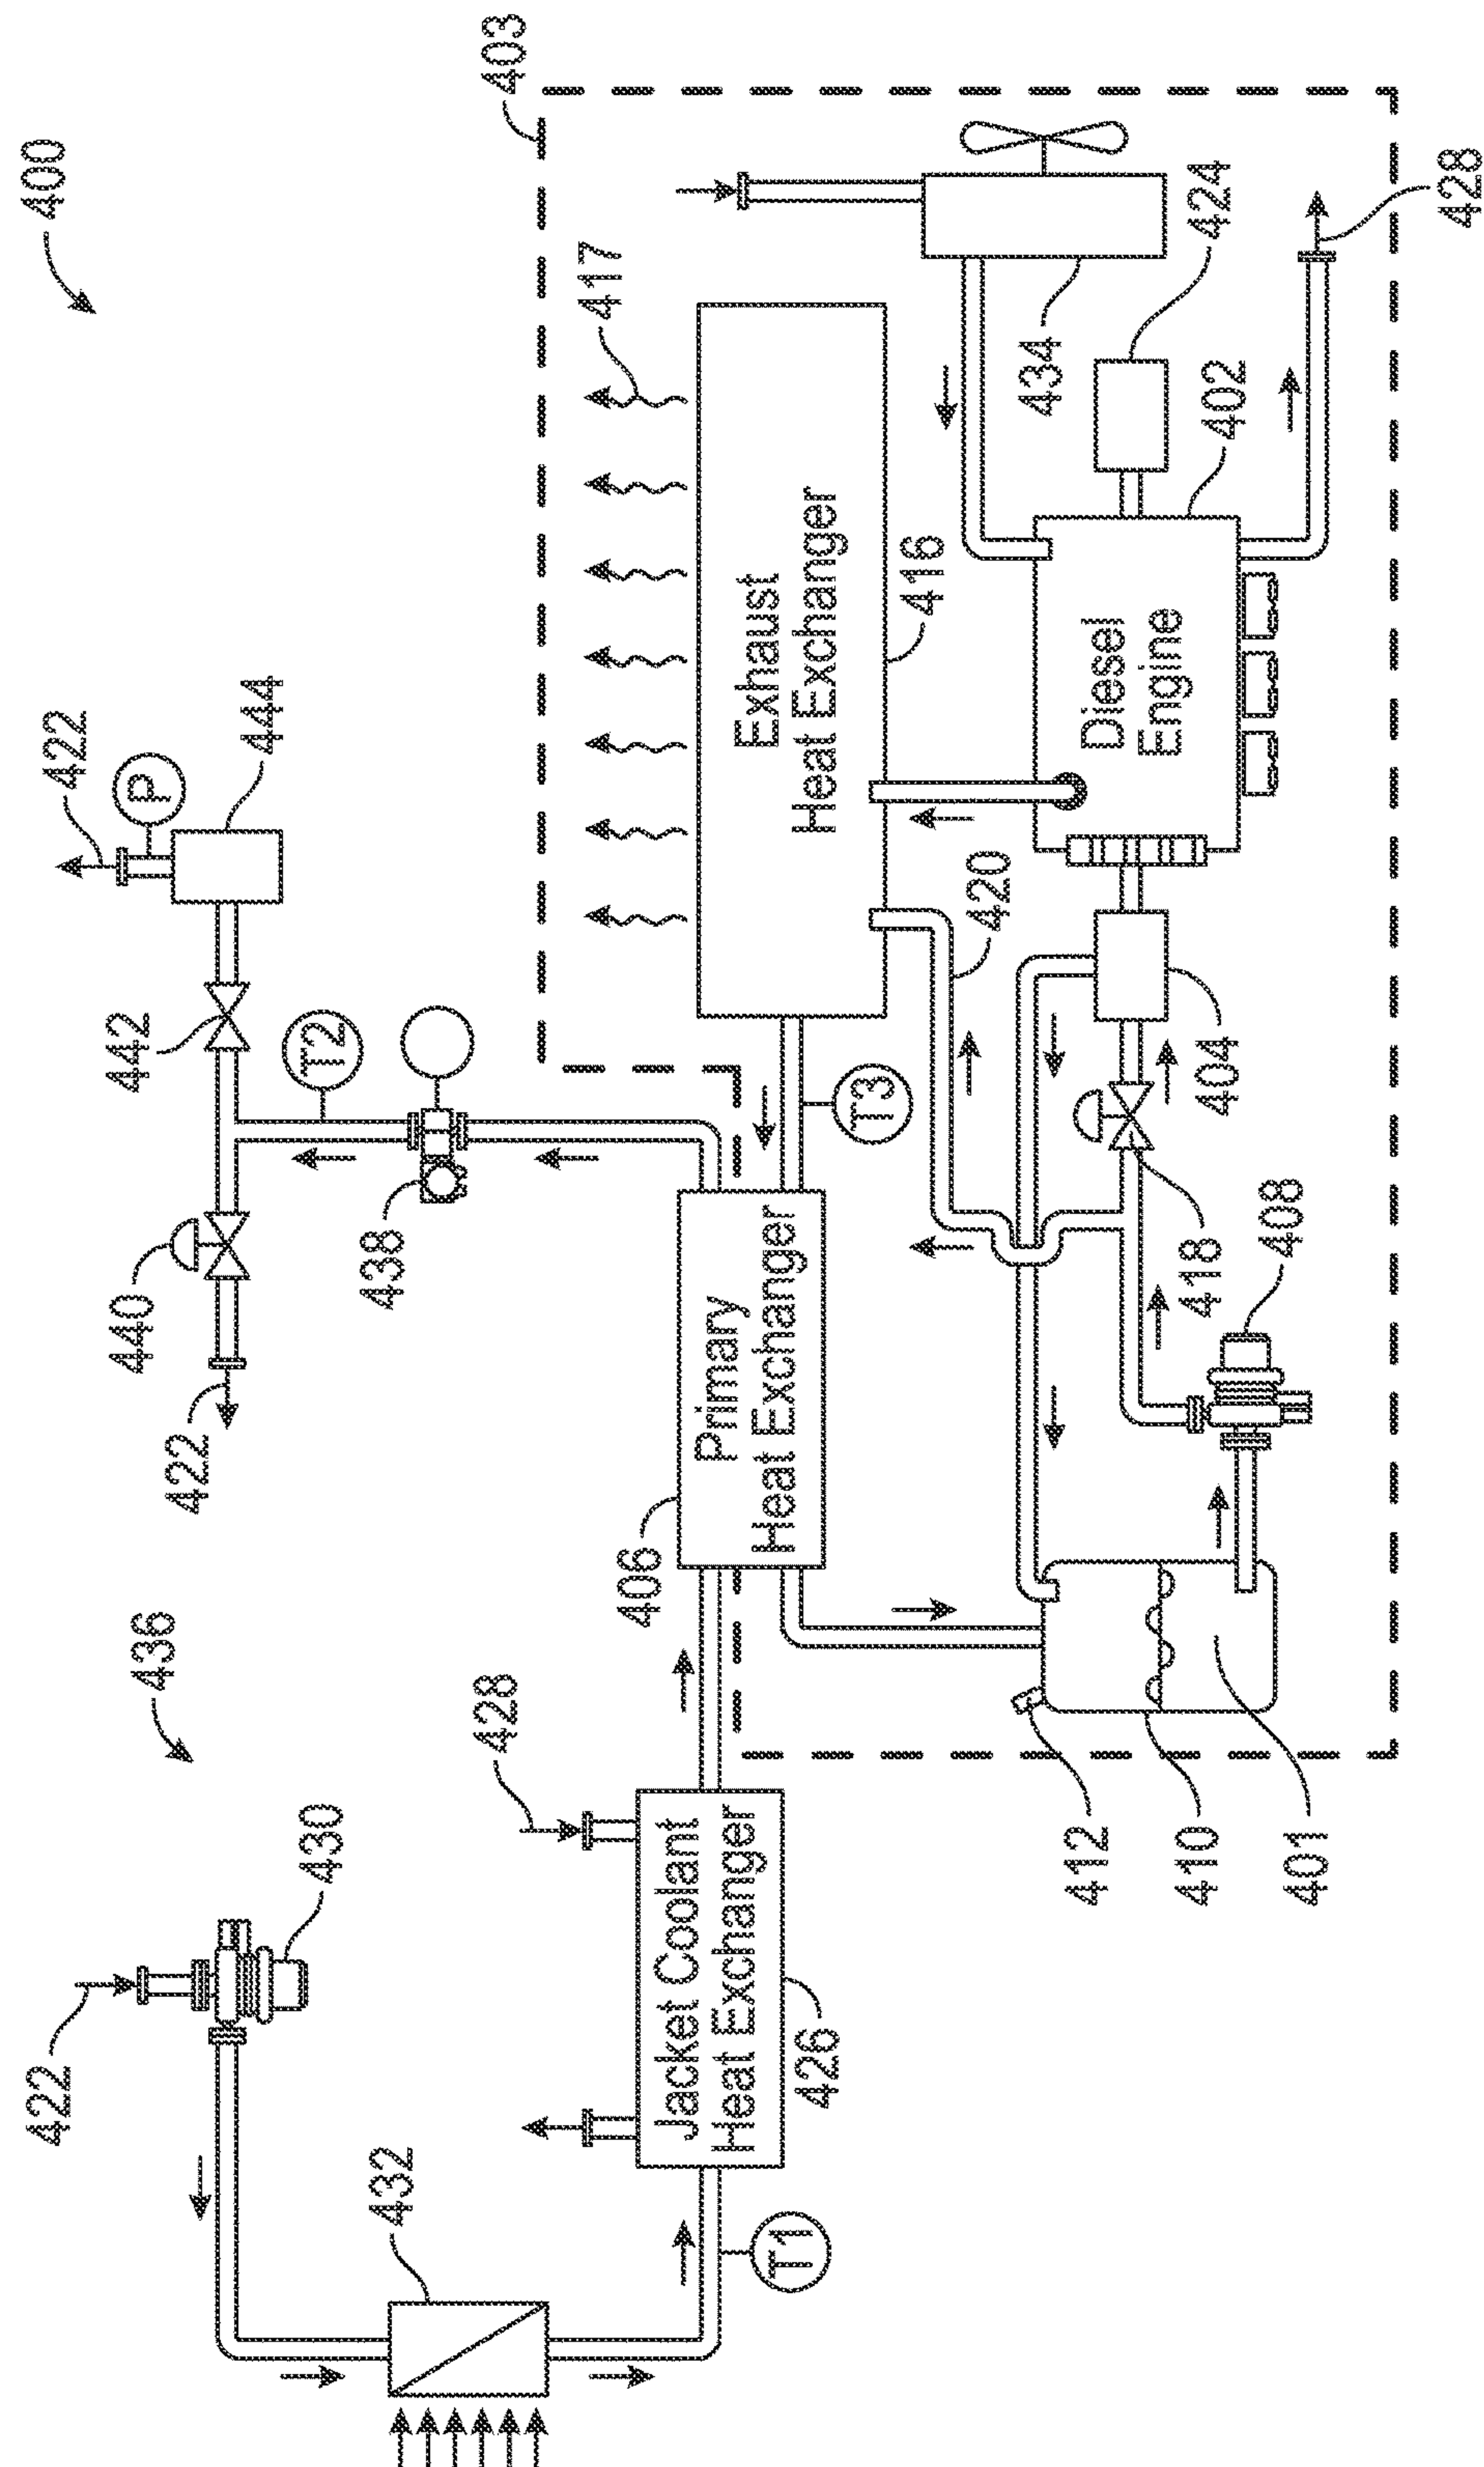 400
422
422
P
440
442
436
422
444
430
T2
432
438
428
403
417
406
Jacket Coolant
Heat Exchanger
Primary
Heat Exchanger
Exhaust
Heat Exchanger
T1
426
T3
416
420
434
Diesel
Engine
412
410
418
404
402
424
401
408
428